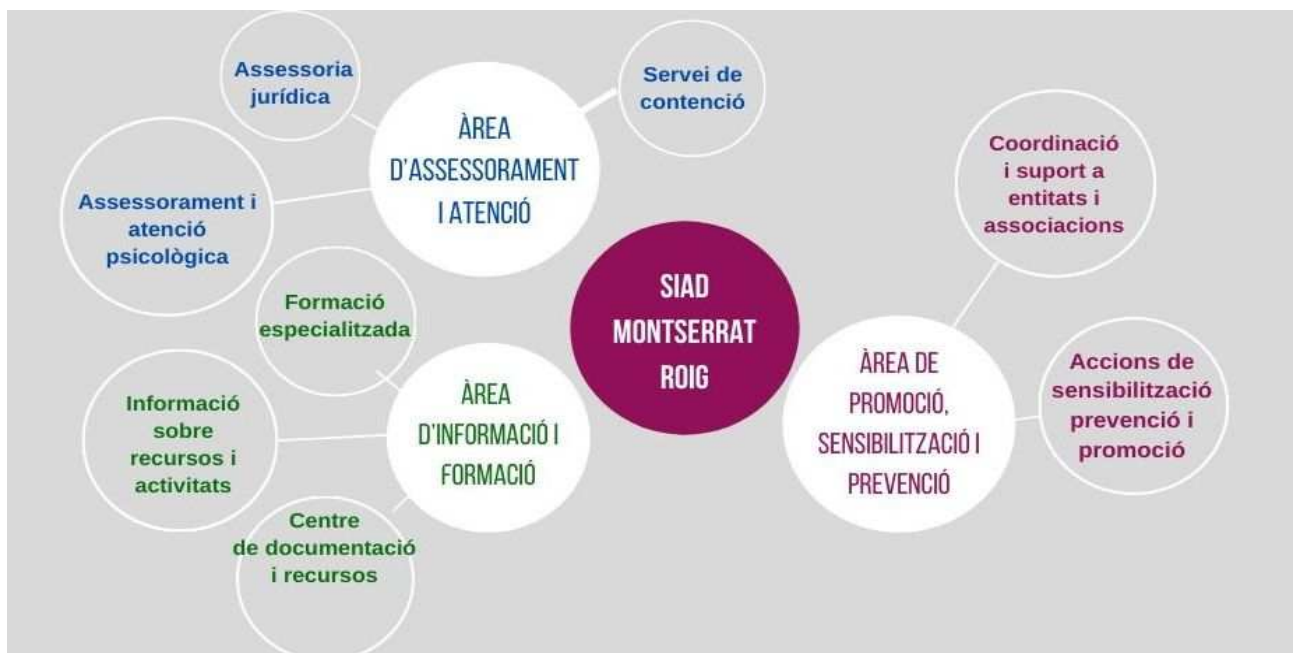 Assessoria
jurídica
Servei de
contenció
ÀREA
D'ASSESSORAMENT
I ATENCIÓ
Assessorament i
atenció
psicològica
Coordinació
i suport a
entitats i
associacions
SIAD
MONTSERRAT
ROIG
Formació
especialitzada
ÀREA
D'INFORMACIÓ I
FORMACIÓ
Informació
sobre
recursos i
activitats
Centre
de documentació
i recursos
ÀREA DE
PROMOCIÓ,
SENSIBILITZACIÓ I
PREVENCIÓ
Accions de
sensibilització
prevenció i
promoció